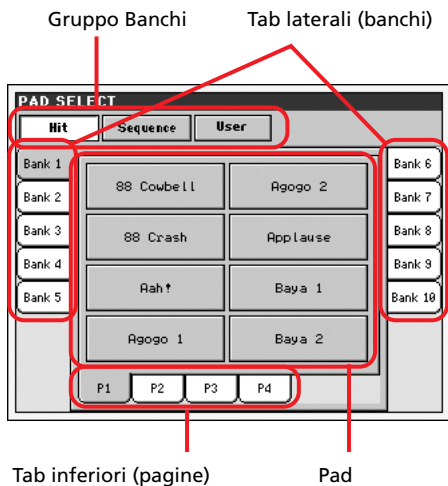 Gruppo Banchi
Tab laterali (banchi)
PAD SELECT
Hit
Sequence
User
Bank 1
Bank 2
Bank 3
Bank 4
Bank 5
88 Cowbell
Agogo 2
88 Crash
Applause
Aah!
Baya 1
Agogo 1
Baya 2
Bank 6
Bank 7
Bank 8
Bank 9
Bank 10
P1
P2
P3
P4
Tab inferiori (pagine)
Pad